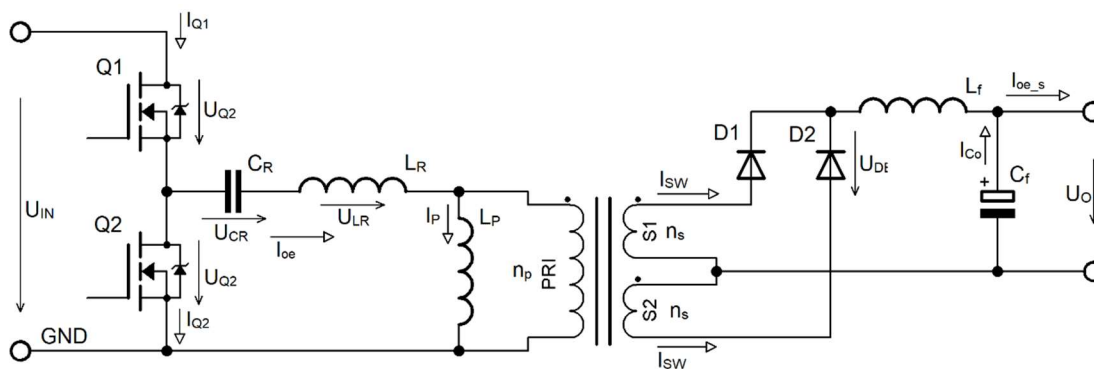 IQ1
Q1
UQ2
UIN
CR
LR
UCR
ULR
Ioe
IP
LP
Q2
UQ2
IQ2
GND
np
PRI
S1
ns
S2
ns
ISW
ISW
D1
D2
UDE
Lf
Ioe_s
ICo
+
Cf
UO